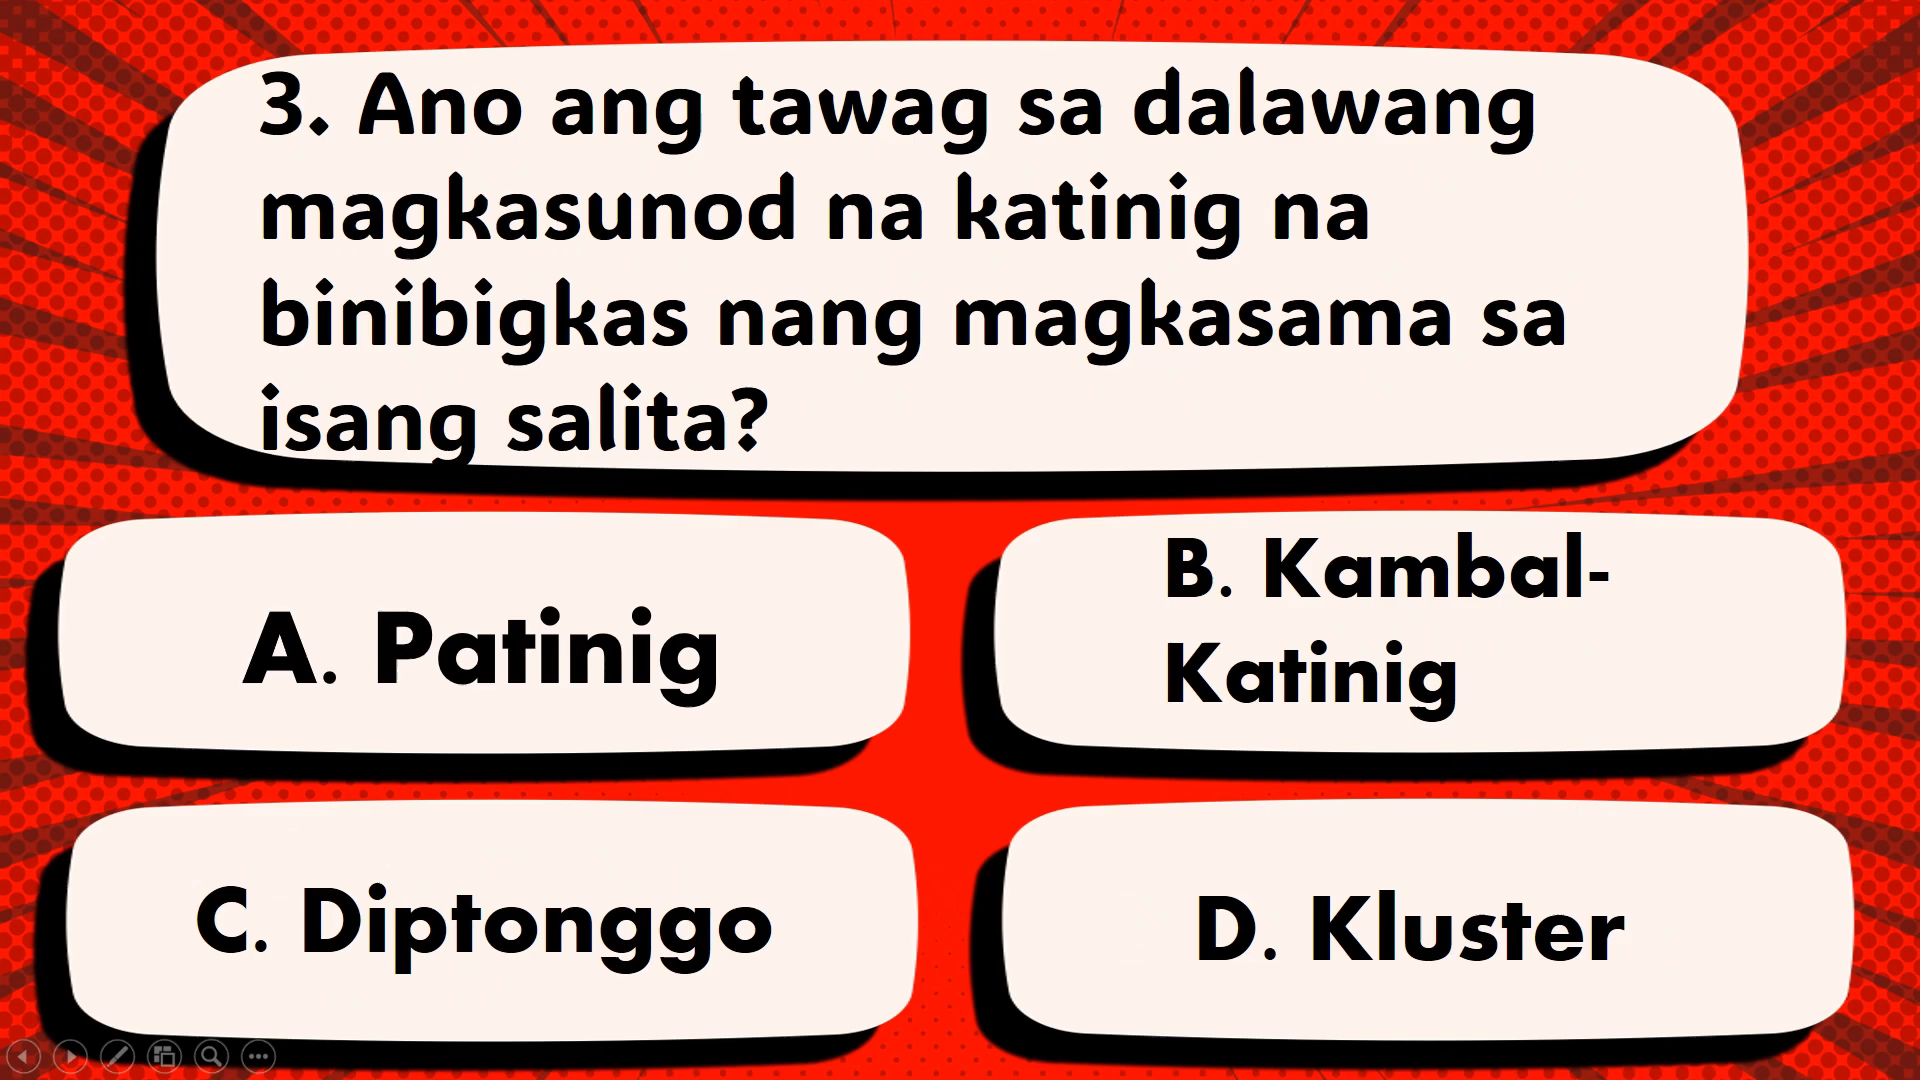 3. Ano ang tawag sa dalawang
magkasunod na katinig na
binibigkas nang magkasama sa
isang salita?
A. Patinig
B. Kambal-
Katinig
C. Diptonggo
D. Kluster